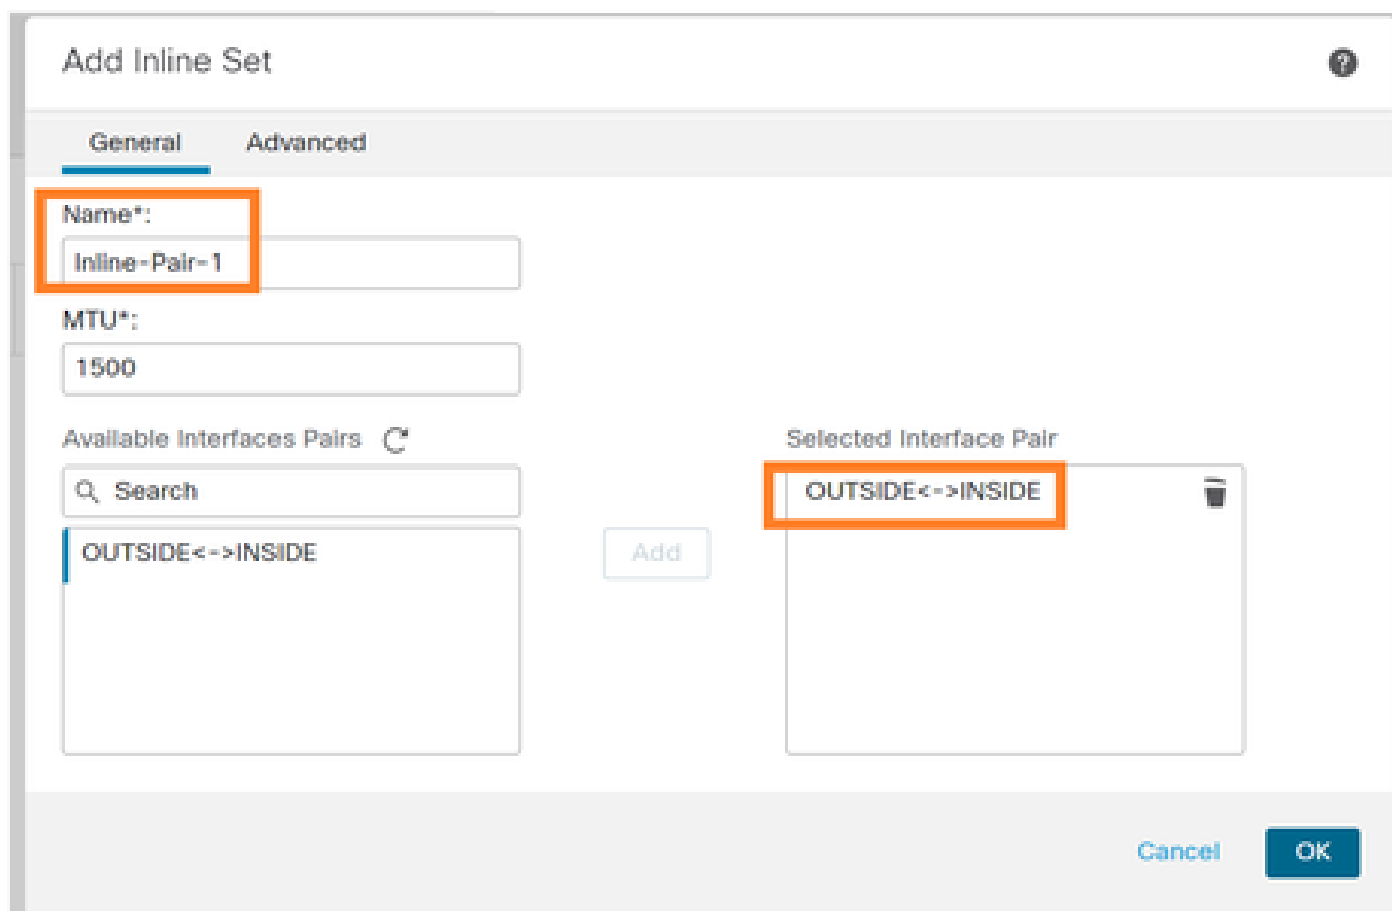 Add Inline Set
?
General Advanced
Name*:
Inline-Pair-1
MTU*:
1500
Available Interfaces Pairs
Selected Interface Pair
Search
OUTSIDE<->INSIDE
OUTSIDE<->INSIDE
Add
Cancel
OK